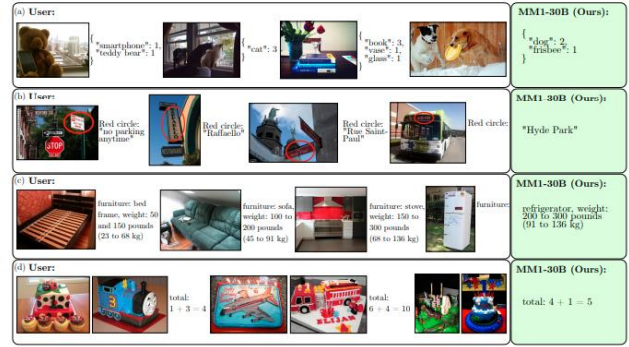 (a) User:
{
"smartphone": 1,
"teddy bear": 1
}
{
"cat": 3
}
{
"book": 3,
"vase": 1,
"glass": 1
}
MM1-30B (Ours):
{
"dog": 2,
"frisbee": 1
}
(b) User:
STOP
Red circle:
"no parking
anytime"
Red circle:
"Raffaello"
Red circle:
"Rue Saint-
Paul"
Red circle:
MM1-30B (Ours):
"Hyde Park"
(c) User:
furniture: bed
frame, weight: 50
and 150 pounds
(23 to 68 kg)
furniture: sofa,
weight: 100 to
200 pounds
(45 to 91 kg)
furniture: stove,
weight: 150 to
300 pounds
(68 to 136 kg)
furniture:
MM1-30B (Ours):
refrigerator, weight:
200 to 300 pounds
(91 to 136 kg)
(d) User:
total:
1 + 3 = 4
ELIJAH
total:
6 + 4 = 10
MM1-30B (Ours):
total: 4 + 1 = 5